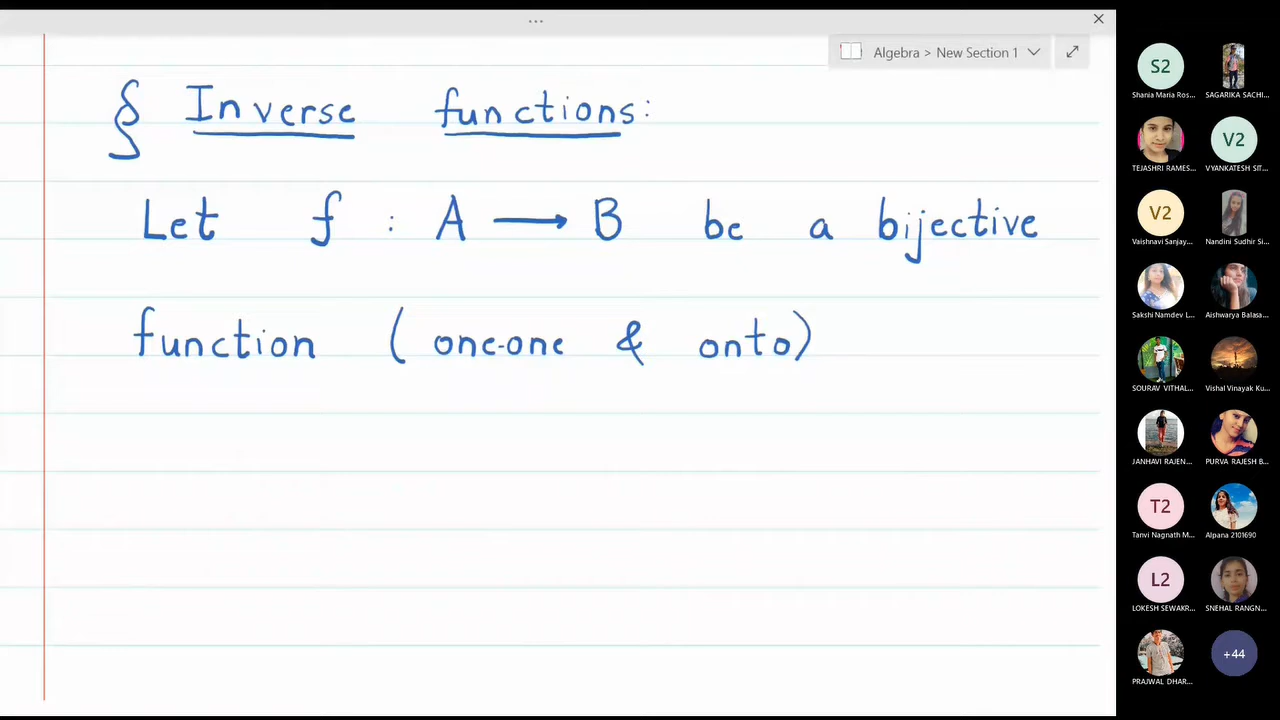 Algebra > New Section 1
§ Inverse functions:
Let f : A ⟶ B be a bijective
function ( one-one & onto)
S2
Shania Maria Ros...
SAGARIKA SACHI...
TEJASHRI RAMES...
V2
VYANKATESH SIT...
V2
Vaishnavi Sanjay...
Nandini Sudhir Si...
Sakshi Namdev L...
Aishwarya Balasa...
SOURAV VITHAL...
Vishal Vinayak Ku...
JANHAVI RAJEN...
PURVA RAJESH B...
T2
Tanvi Nagnath M...
Alpana 2101690
L2
LOKESH SEWAKR...
SNEHAL RANGN...
PRAJWAL DHAR...
+44